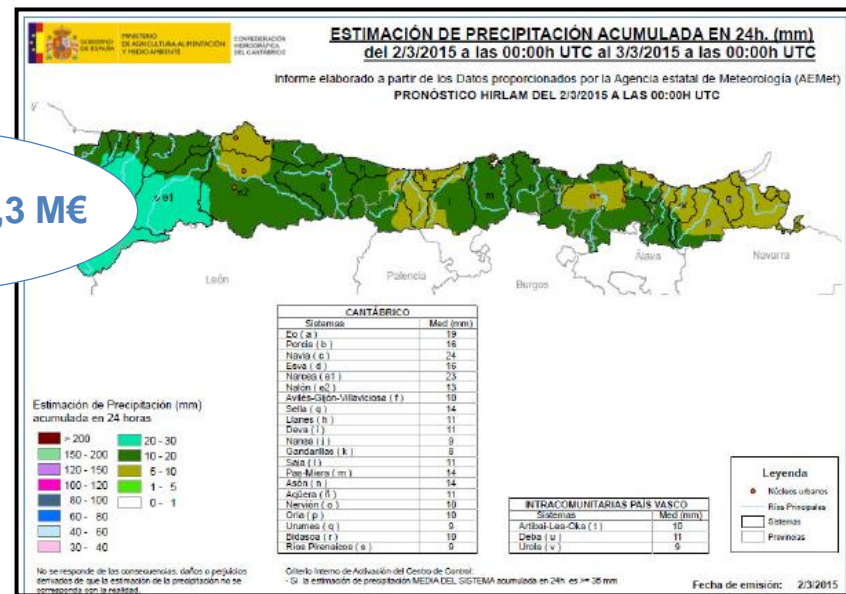 GOBIERNO DE ESPAÑA
MINISTERIO DE AGRICULTURA, ALIMENTACIÓN Y MEDIO AMBIENTE
CONFEDERACIÓN HIDROGRÁFICA DEL CANTÁBRICO
ESTIMACIÓN DE PRECIPITACIÓN ACUMULADA EN 24h. (mm)
del 2/3/2015 a las 00:00h UTC al 3/3/2015 a las 00:00h UTC
Informe elaborado a partir de los Datos proporcionados por la Agencia estatal de Meteorología (AEMet)
PRONÓSTICO HIRLAM DEL 2/3/2015 A LAS 00:00H UTC
,3 M€
e1
e2
m
León
Palencia
Burgos
Álava
Navarra
CANTÁBRICO
Sistemas Med (mm)
Eo ( a ) 19
Porcía ( b ) 16
Navia ( c ) 24
Esva ( d ) 16
Narcea ( e1 ) 23
Nalón ( e2 ) 13
Avilés-Gijón-Villaviciosa ( f ) 10
Sella ( g ) 14
Llanes ( h ) 11
Deva ( i ) 11
Nansa ( j ) 9
Gandarillas ( k ) 8
Saja ( l ) 11
Pas-Miera ( m ) 14
Asón ( n ) 14
Agüera ( ñ ) 11
Nervión ( o ) 10
Oria ( p ) 10
Urumea ( q ) 9
Bidasoa ( r ) 10
Ríos Pirenaicos ( s ) 9
INTRACOMUNITARIAS PAÍS VASCO
Sistemas Med (mm)
Artibai-Lea-Oka ( t ) 10
Deba ( u ) 11
Urola ( v ) 9
Estimación de Precipitación (mm)
acumulada en 24 horas
> 200 20 - 30
150 - 200 10 - 20
120 - 150 5 - 10
100 - 120 1 - 5
80 - 100 0 - 1
60 - 80
40 - 60
30 - 40
Leyenda
Núcleos urbanos
Ríos Principales
Sistemas
Provincias
No se responde de las consecuencias, daños o perjuicios
derivados de que la estimación de la precipitación no se
corresponda con la realidad.
Criterio Interno de Activación del Centro de Control:
- Si la estimación de precipitación MEDIA DEL SISTEMA acumulada en 24h es >= 36 mm
Fecha de emisión: 2/3/2015